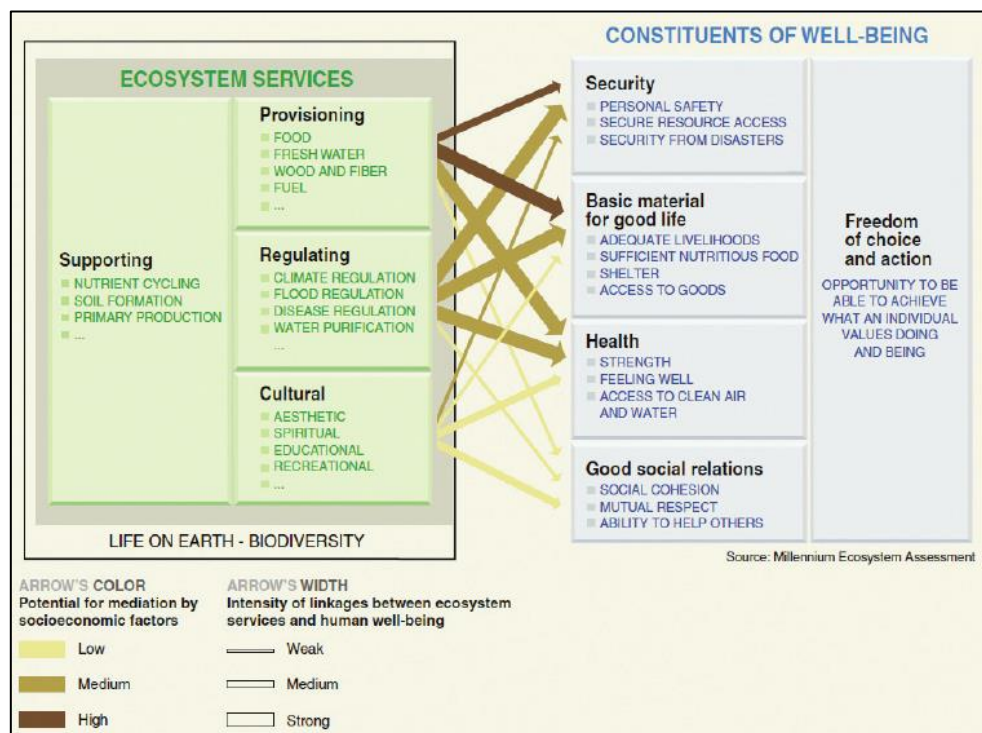 CONSTITUENTS OF WELL-BEING
ECOSYSTEM SERVICES
Supporting
NUTRIENT CYCLING
SOIL FORMATION
PRIMARY PRODUCTION
...
Provisioning
FOOD
FRESH WATER
WOOD AND FIBER
FUEL
...
Regulating
CLIMATE REGULATION
FLOOD REGULATION
DISEASE REGULATION
WATER PURIFICATION
...
Cultural
AESTHETIC
SPIRITUAL
EDUCATIONAL
RECREATIONAL
...
LIFE ON EARTH - BIODIVERSITY
Security
PERSONAL SAFETY
SECURE RESOURCE ACCESS
SECURITY FROM DISASTERS
Basic material
for good life
ADEQUATE LIVELIHOODS
SUFFICIENT NUTRITIOUS FOOD
SHELTER
ACCESS TO GOODS
Health
STRENGTH
FEELING WELL
ACCESS TO CLEAN AIR
AND WATER
Good social relations
SOCIAL COHESION
MUTUAL RESPECT
ABILITY TO HELP OTHERS
Freedom
of choice
and action
OPPORTUNITY TO BE
ABLE TO ACHIEVE
WHAT AN INDIVIDUAL
VALUES DOING
AND BEING
Source: Millennium Ecosystem Assessment
ARROW'S COLOR
Potential for mediation by
socioeconomic factors
Low
Medium
High
ARROW'S WIDTH
Intensity of linkages between ecosystem
services and human well-being
Weak
Medium
Strong